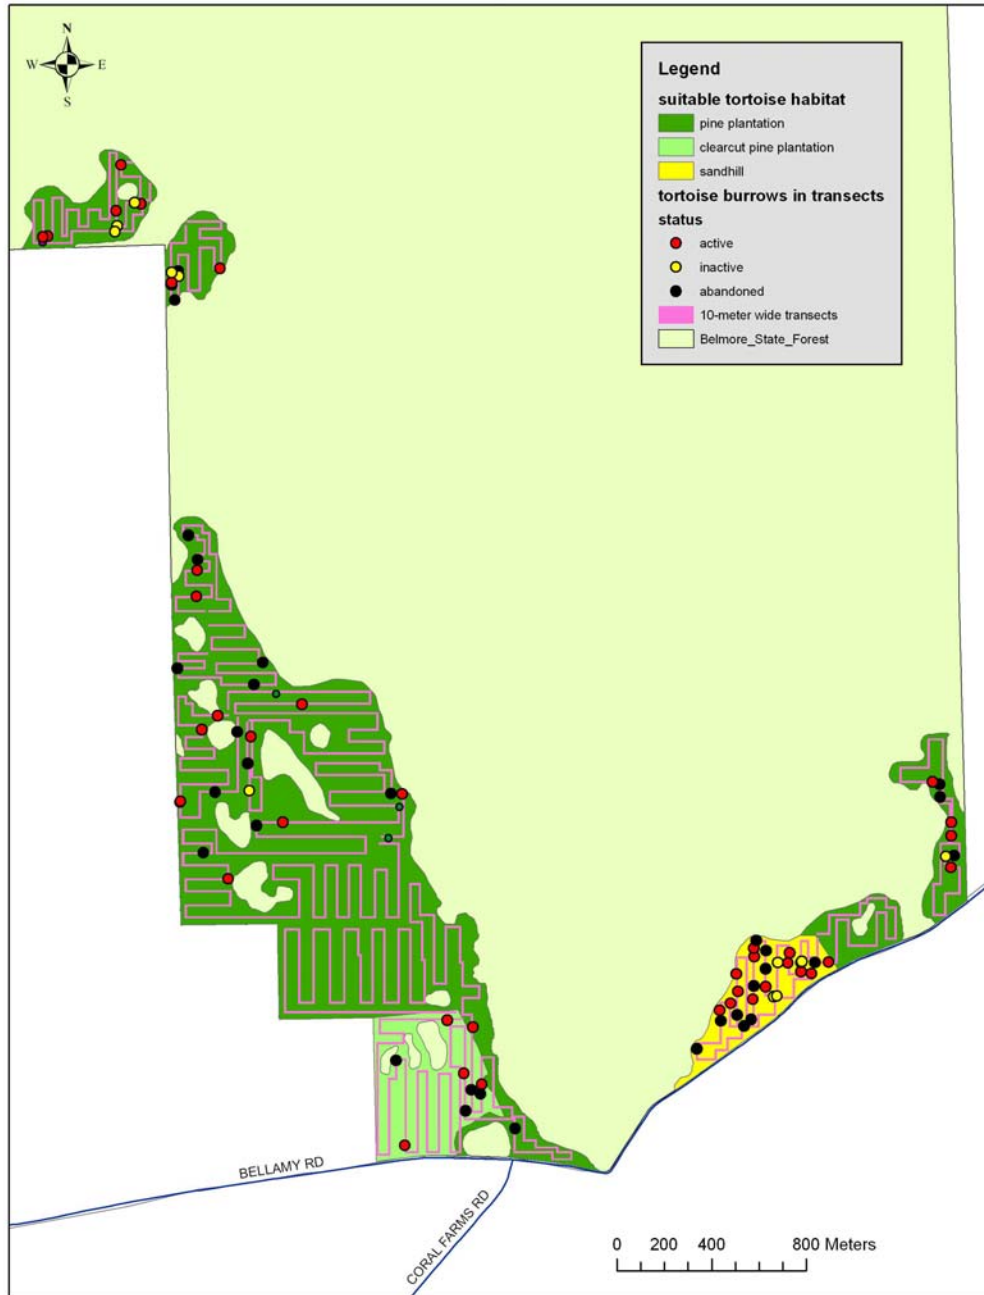 N
W E
S
Legend
suitable tortoise habitat
pine plantation
clearcut pine plantation
sandhill
tortoise burrows in transects
status
active
inactive
abandoned
10-meter wide transects
Belmore_State_Forest
BELLAMY RD
CORAL FARMS RD
0 200 400 800 Meters